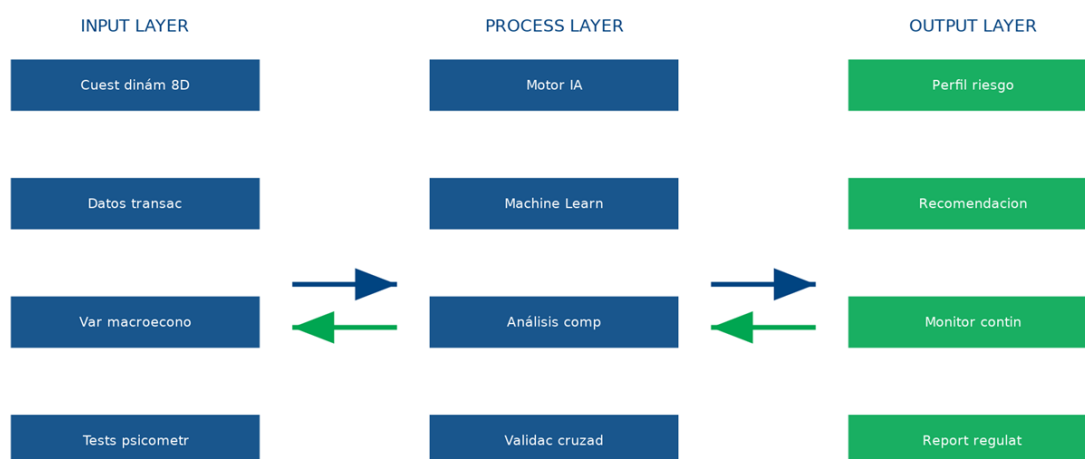 INPUT LAYER
PROCESS LAYER
OUTPUT LAYER
Cuest dinám 8D
Motor IA
Perfil riesgo
Datos transac
Machine Learn
Recomendacion
Var macroecono
Análisis comp
Monitor contin
Tests psicometr
Validac cruzad
Report regulat